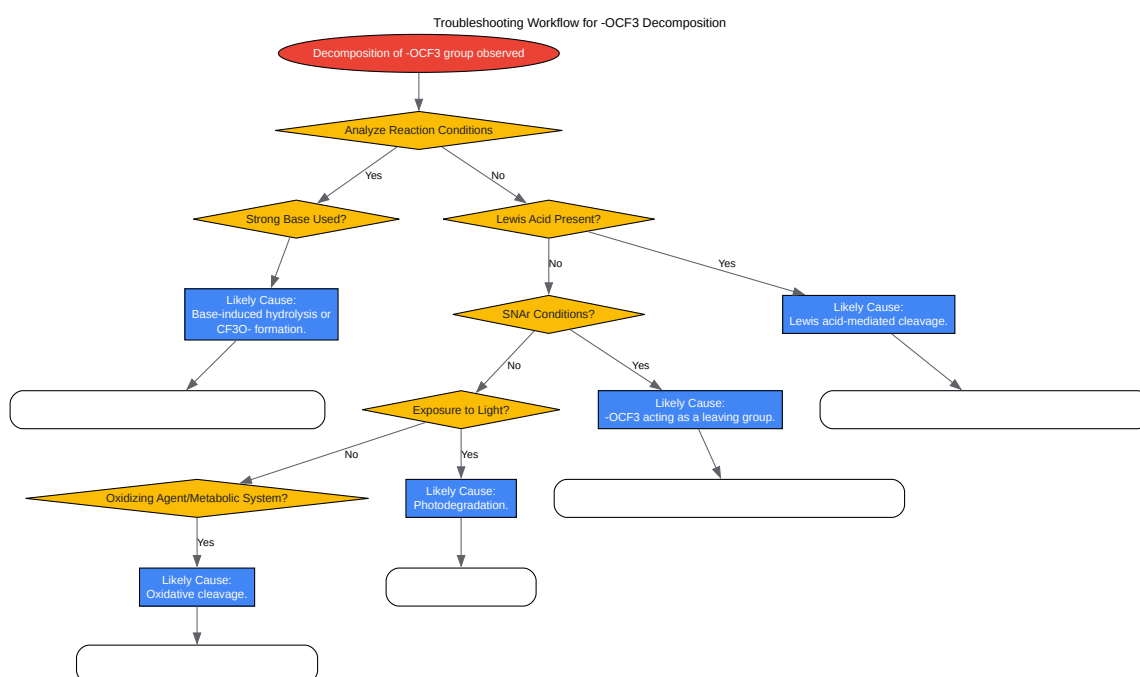 Troubleshooting Workflow for -OCF3 Decomposition
Decomposition of -OCF3 group observed
Analyze Reaction Conditions
Yes
No
Strong Base Used?
Lewis Acid Present?
No
Yes
Likely Cause:
Base-induced hydrolysis or
CF3O- formation.
SNAr Conditions?
Likely Cause:
Lewis acid-mediated cleavage.
No
Yes
Exposure to Light?
Likely Cause:
-OCF3 acting as a leaving group.
No
Yes
Oxidizing Agent/Metabolic System?
Likely Cause:
Photodegradation.
Yes
Likely Cause:
Oxidative cleavage.